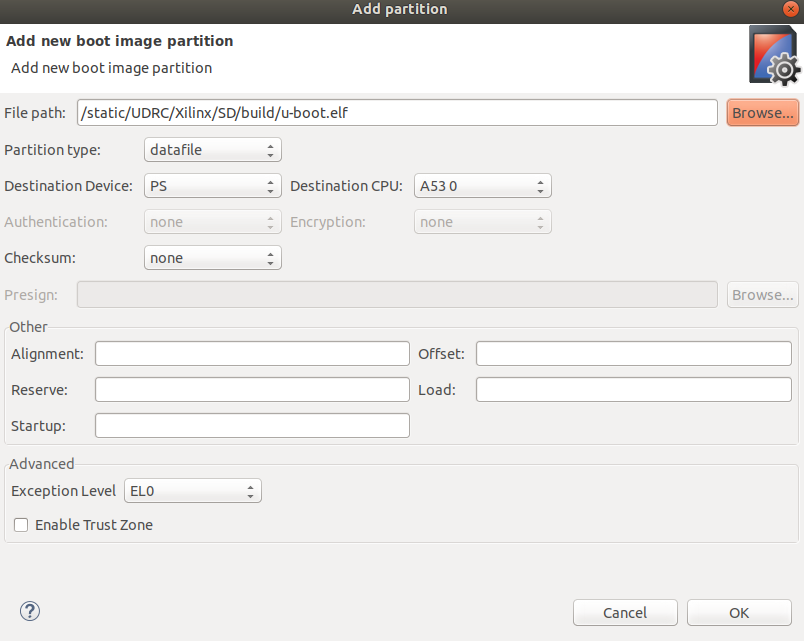 Add partition
Add new boot image partition
Add new boot image partition
File path: /static/UDRC/Xilinx/SD/build/u-boot.elf Browse...
Partition type: datafile
Destination Device: PS Destination CPU: A53 0
Authentication: none Encryption: none
Checksum: none
Presign: Browse...
Other
Alignment: Offset:
Reserve: Load:
Startup:
Advanced
Exception Level EL0
Enable Trust Zone
? Cancel OK